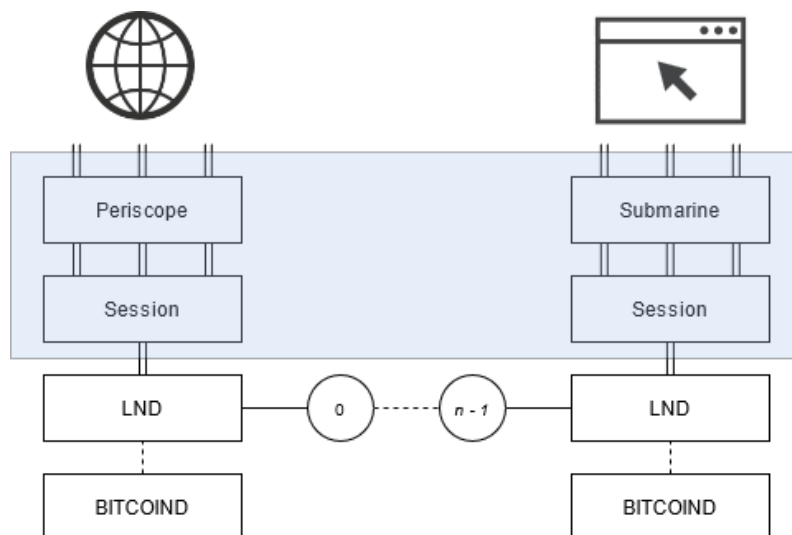 Periscope
Submarine
Session
Session
LND
0
n - 1
LND
BITCOIND
BITCOIND